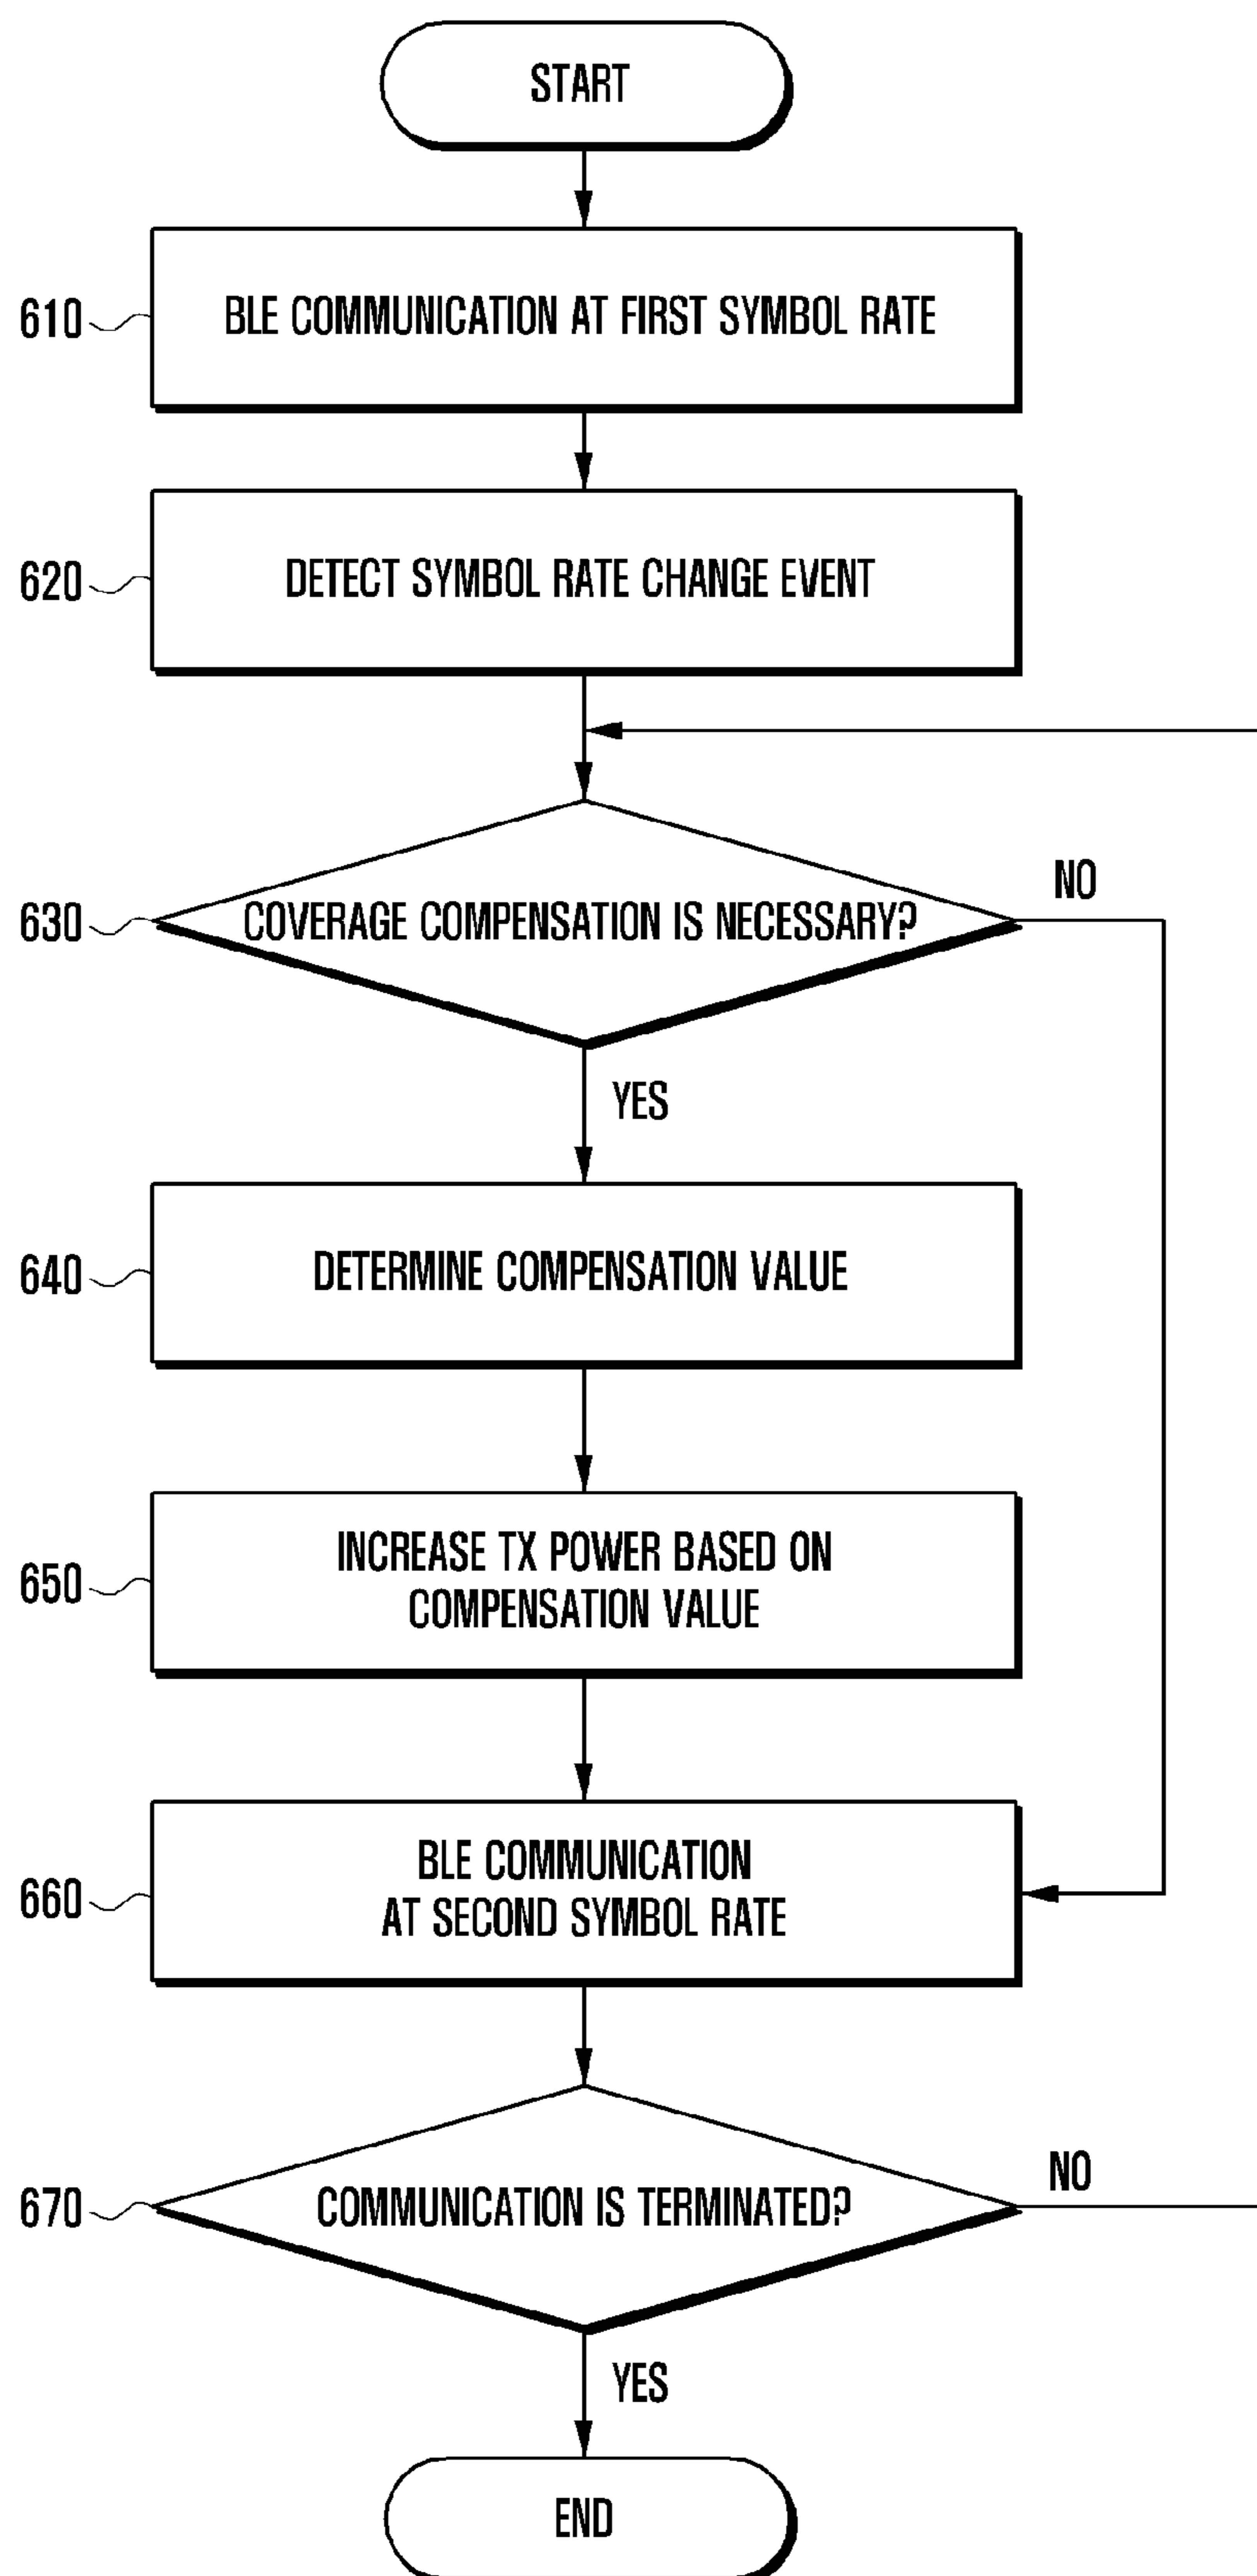 START
610
BLE COMMUNICATION AT FIRST SYMBOL RATE
620
DETECT SYMBOL RATE CHANGE EVENT
630
COVERAGE COMPENSATION IS NECESSARY?
NO
YES
640
DETERMINE COMPENSATION VALUE
650
INCREASE TX POWER BASED ON
COMPENSATION VALUE
660
BLE COMMUNICATION
AT SECOND SYMBOL RATE
670
COMMUNICATION IS TERMINATED?
NO
YES
END